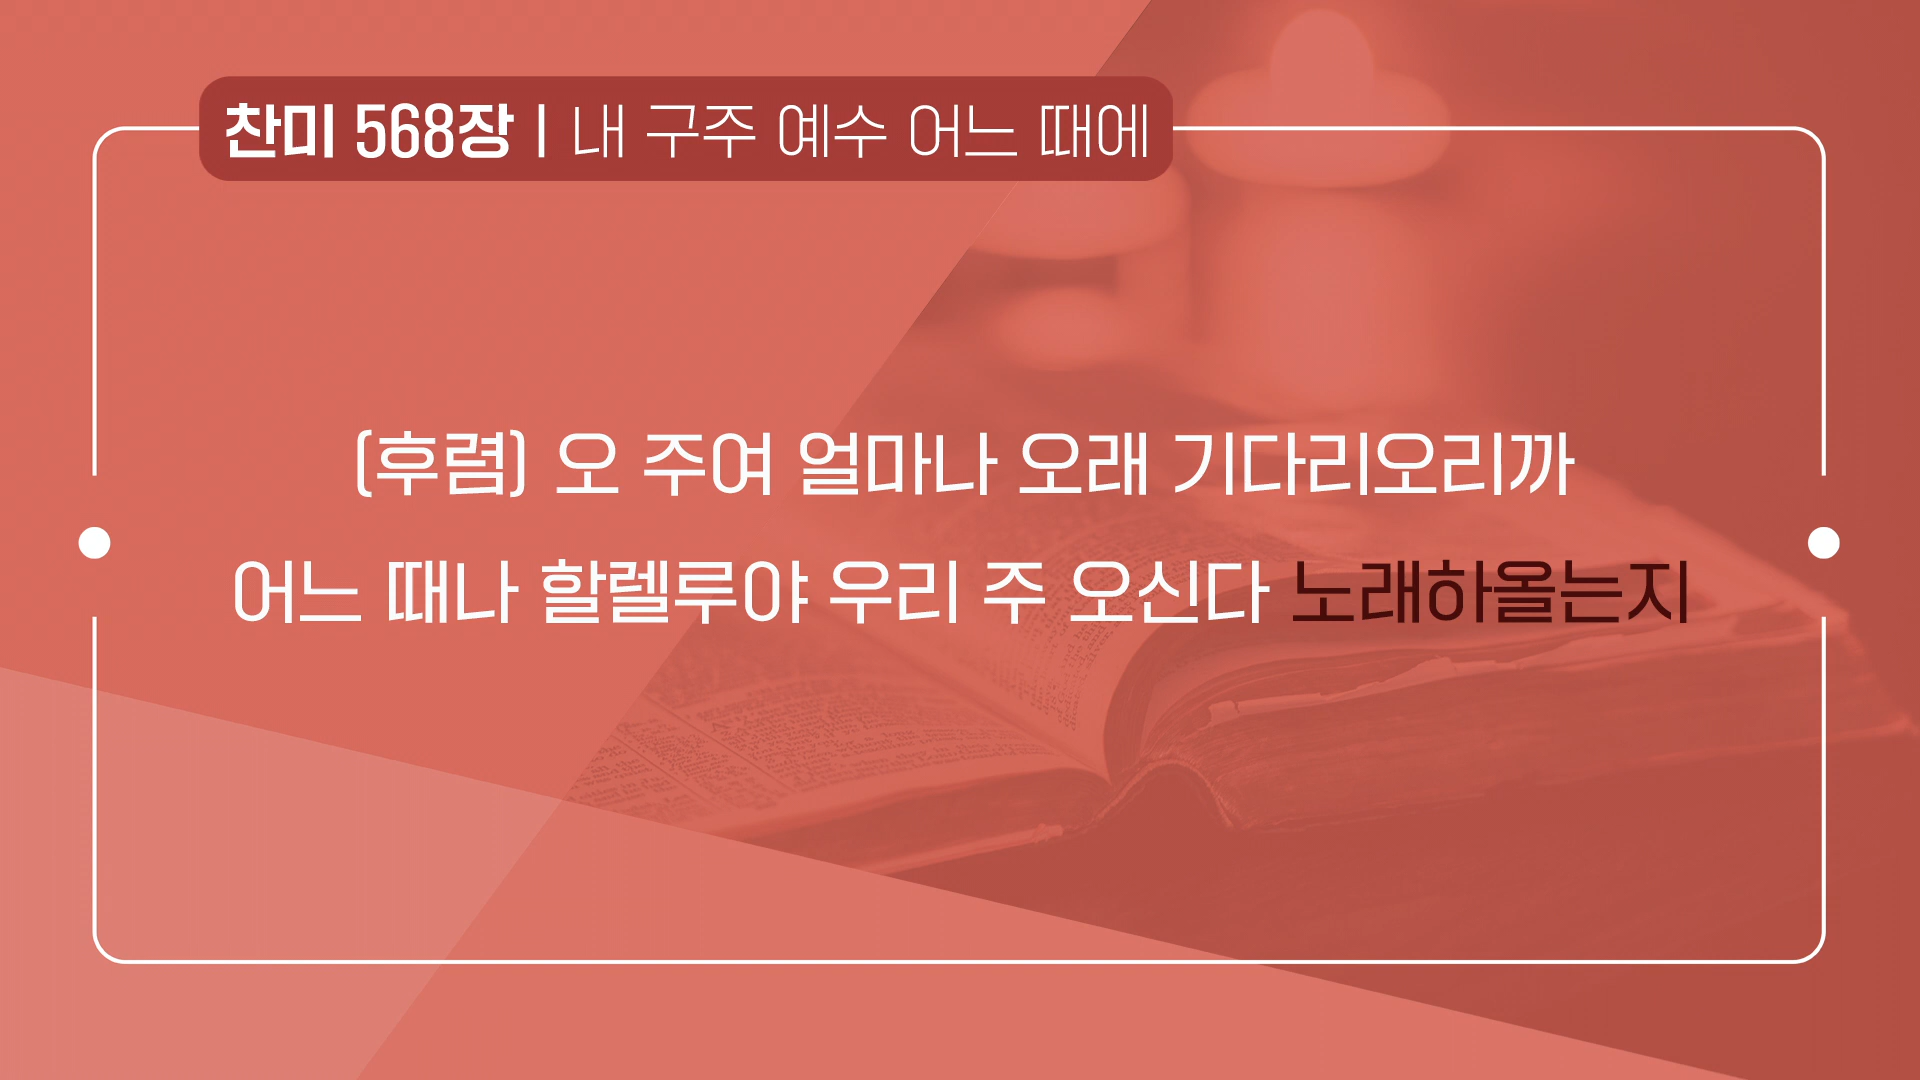 찬미 568장 | 내 구주 예수 어느 때에
(후렴) 오 주여 얼마나 오래 기다리오리까
어느 때나 할렐루야 우리 주 오신다 노래하올는지